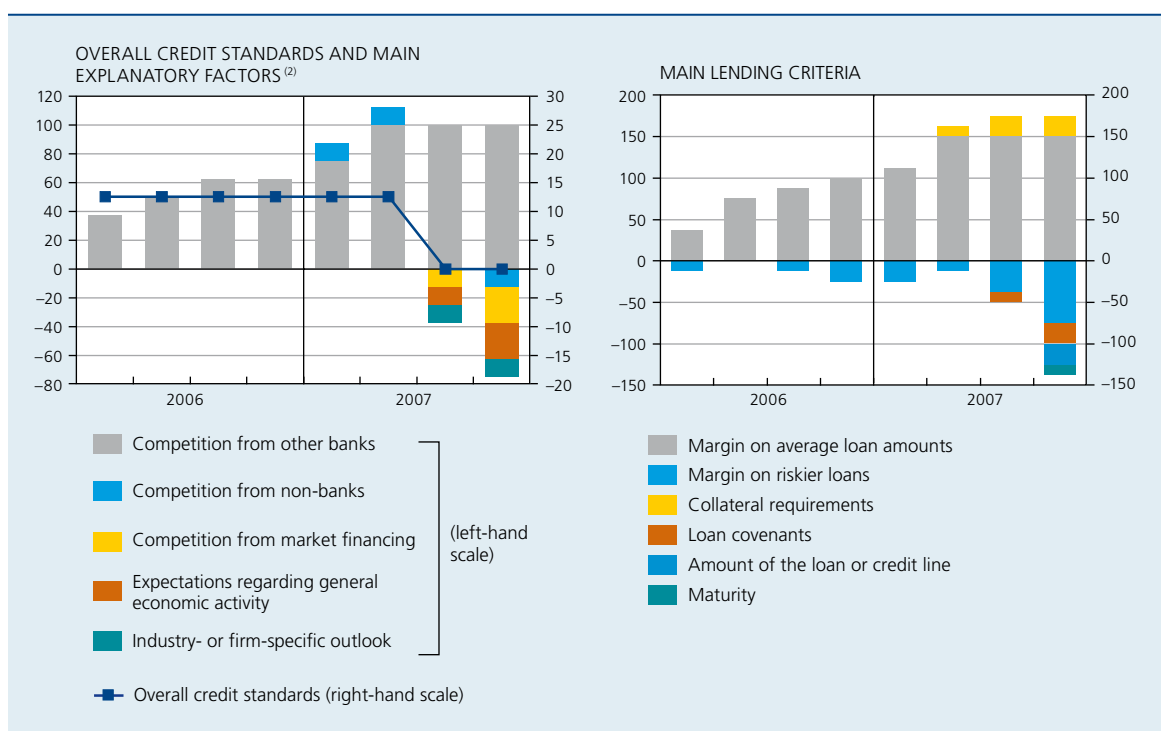 OVERALL CREDIT STANDARDS AND MAIN
EXPLANATORY FACTORS (2)
120
100
80
60
40
20
0
–20
–40
–60
–80
30
25
20
15
10
5
0
–5
–10
–15
–20
2006
2007
Competition from other banks
Competition from non-banks
Competition from market financing
Expectations regarding general
economic activity
Industry- or firm-specific outlook
(left-hand
scale)
Overall credit standards (right-hand scale)
MAIN LENDING CRITERIA
200
150
100
50
0
–50
–100
–150
200
150
100
50
0
–50
–100
–150
2006
2007
Margin on average loan amounts
Margin on riskier loans
Collateral requirements
Loan covenants
Amount of the loan or credit line
Maturity